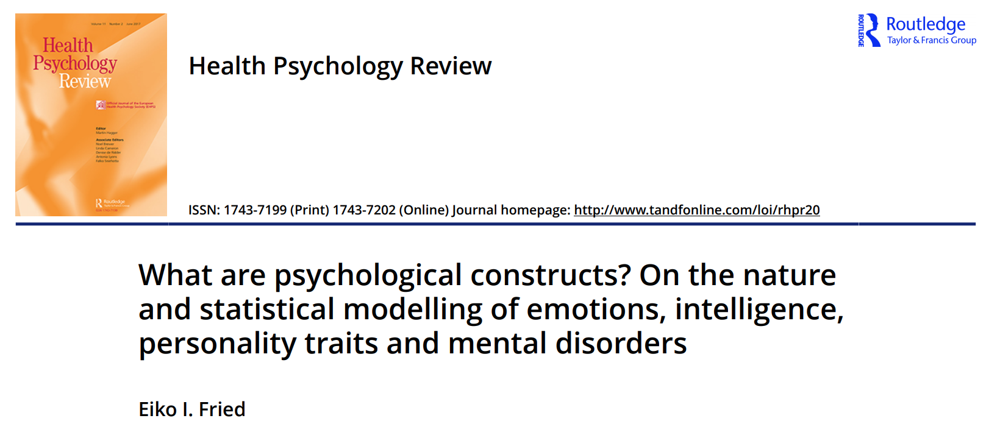 Volume 11 Number 2 June 2017
Health
Psychology
Review
Official Journal of the European
Health Psychology Society (EHPS)
Editor
Martin Hagger
Associate Editors
Noel Brewer
Linda Cameron
Denise de Ridder
Antonia Lyons
Falko Sniehotta
Routledge
Taylor & Francis Group
Health Psychology Review
ROUTLEDGE
Routledge
Taylor & Francis Group
ISSN: 1743-7199 (Print) 1743-7202 (Online) Journal homepage: http://www.tandfonline.com/loi/rhpr20
What are psychological constructs? On the nature
and statistical modelling of emotions, intelligence,
personality traits and mental disorders
Eiko I. Fried